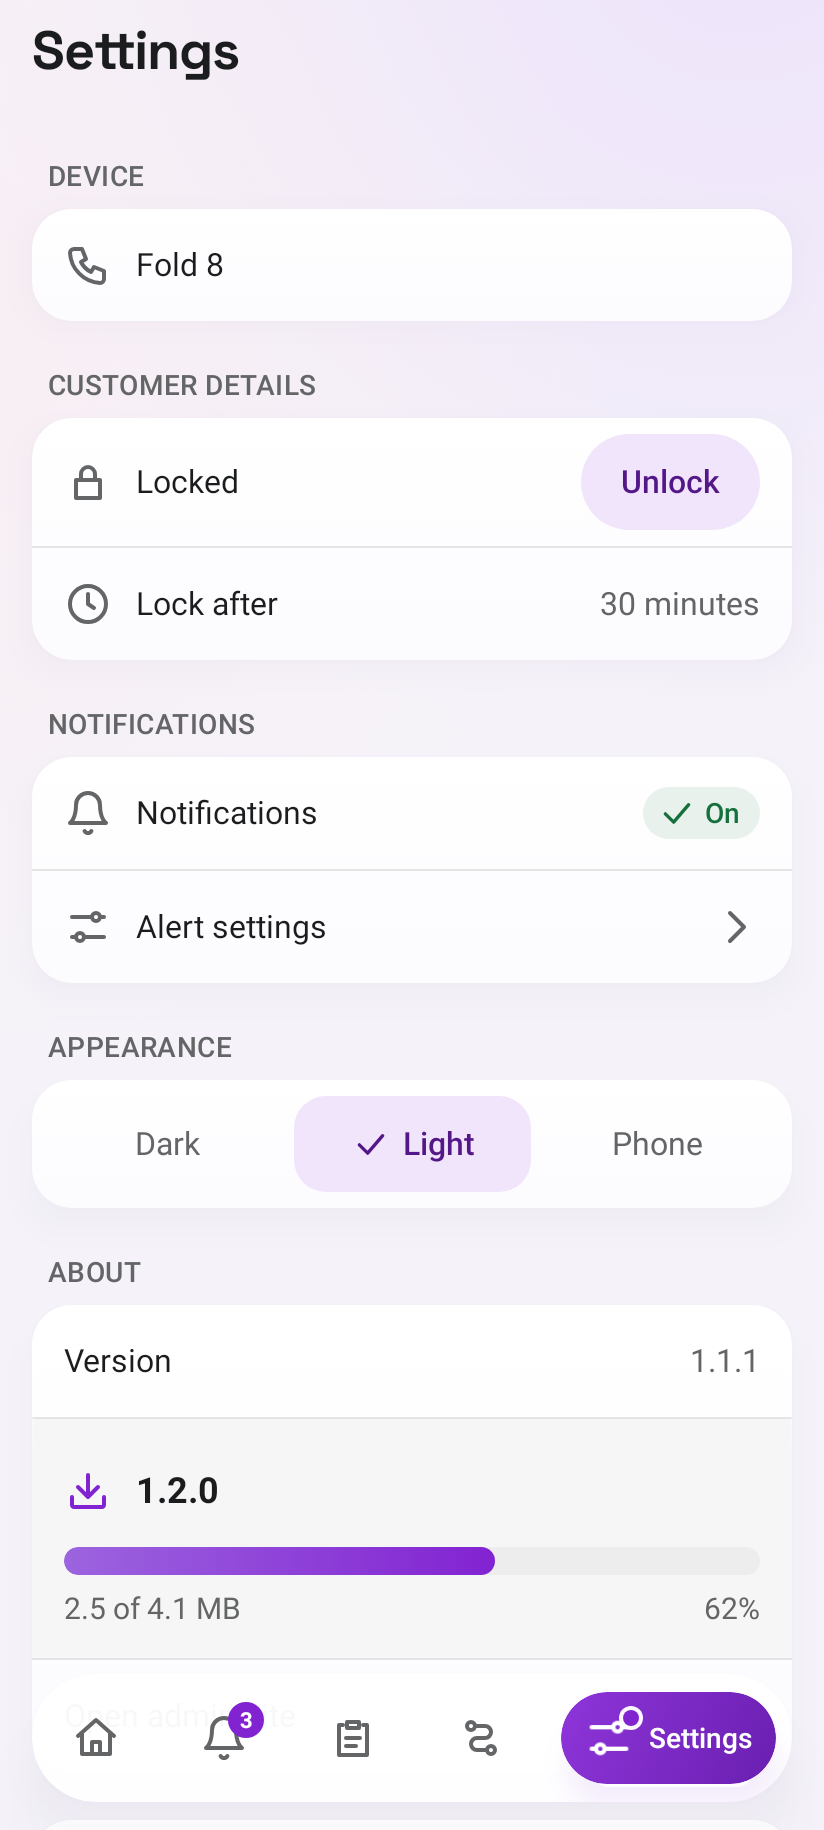 Settings
DEVICE
Fold 8
CUSTOMER DETAILS
Locked
Unlock
Lock after
30 minutes
NOTIFICATIONS
Notifications
On
Alert settings
APPEARANCE
Dark
Light
Phone
ABOUT
Version
1.1.1
1.2.0
2.5 of 4.1 MB
62%
Open
3
Settings